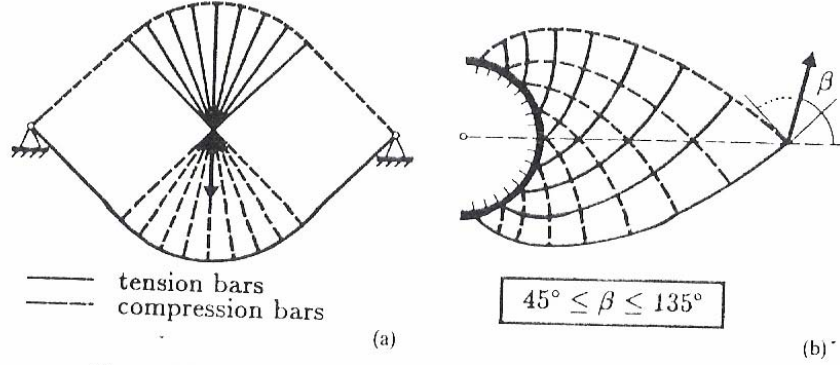 β
tension bars
compression bars
45° ≤ β ≤ 135°
(a)
(b)